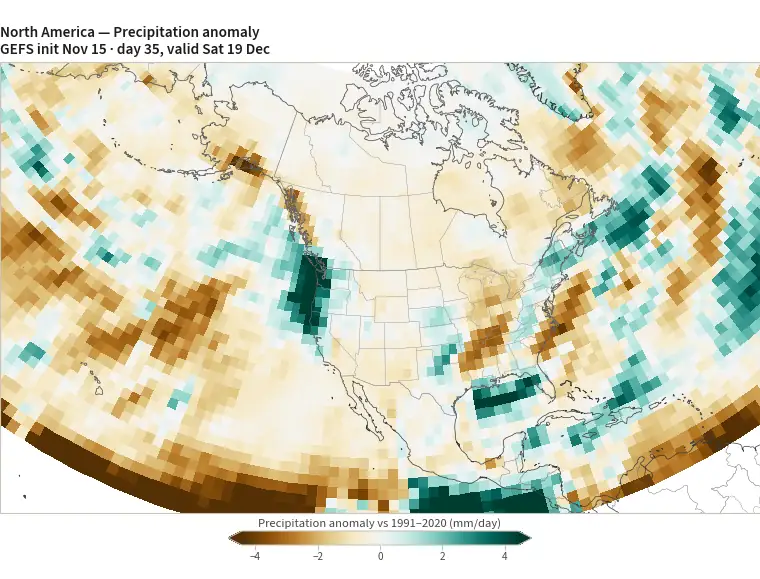 North America — Precipitation anomaly
GEFS init Nov 15 · day 35, valid Sat 19 Dec
Precipitation anomaly vs 1991–2020 (mm/day)
−4 −2 0 2 4